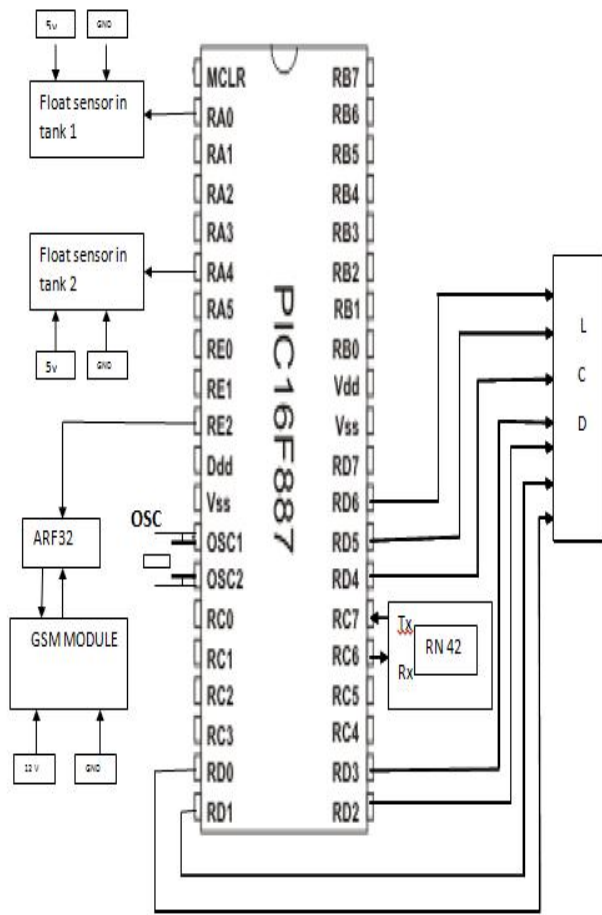 5v
GND
Float sensor in
tank 1
Float sensor in
tank 2
5v
GND
OSC
ARF32
GSM MODULE
12 V
GND
MCLR
RA0
RA1
RA2
RA3
RA4
RA5
RE0
RE1
RE2
Ddd
Vss
OSC1
OSC2
RC0
RC1
RC2
RC3
RD0
RD1
PIC16F887
RB7
RB6
RB5
RB4
RB3
RB2
RB1
RB0
Vdd
Vss
RD7
RD6
RD5
RD4
RC7
RC6
RC5
RC4
RD3
RD2
Tx
Rx
RN 42
L
C
D